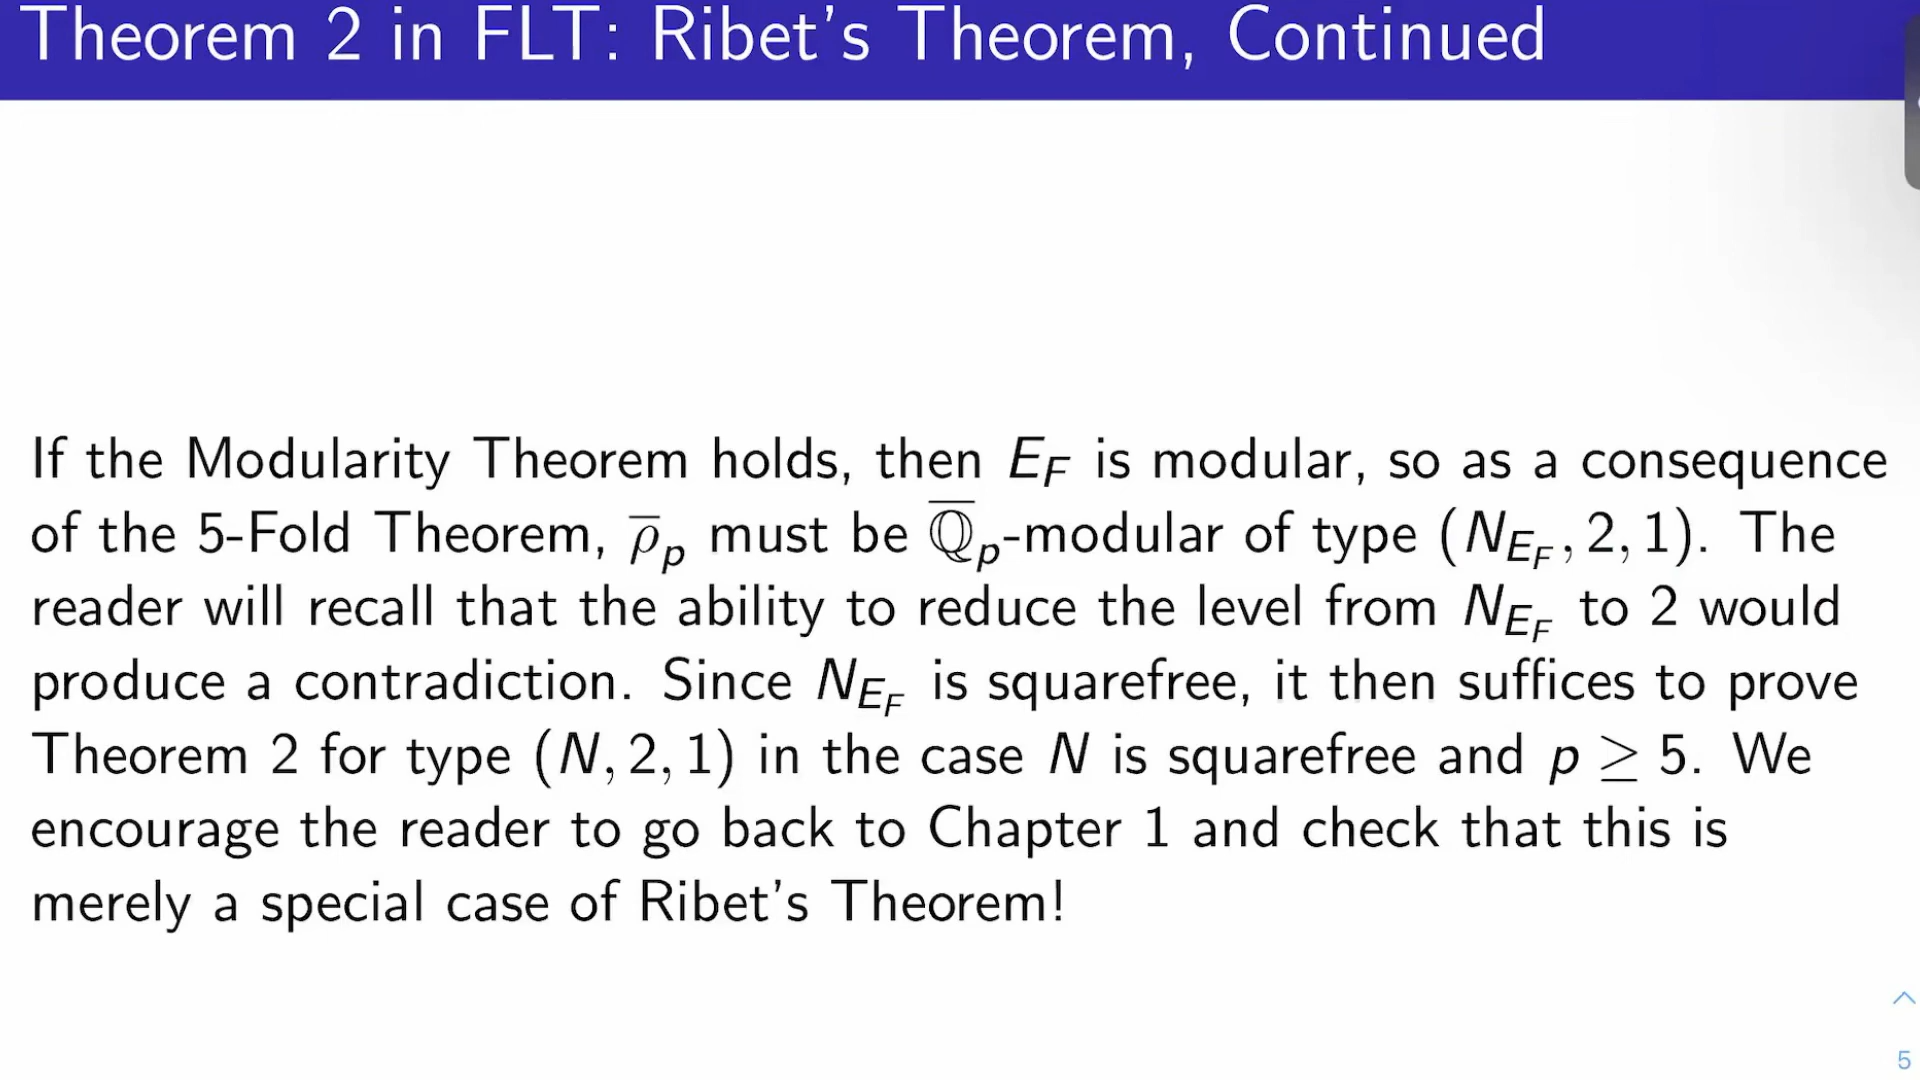 Theorem 2 in FLT: Ribet's Theorem, Continued
If the Modularity Theorem holds, then $E_F$ is modular, so as a consequence
of the 5-Fold Theorem, $\overline{\rho}_p$ must be $\overline{\mathbb{Q}}_p$-modular of type $(N_{E_F}, 2, 1)$. The
reader will recall that the ability to reduce the level from $N_{E_F}$ to 2 would
produce a contradiction. Since $N_{E_F}$ is squarefree, it then suffices to prove
Theorem 2 for type $(N, 2, 1)$ in the case $N$ is squarefree and $p \geq 5$. We
encourage the reader to go back to Chapter 1 and check that this is
merely a special case of Ribet's Theorem!
5